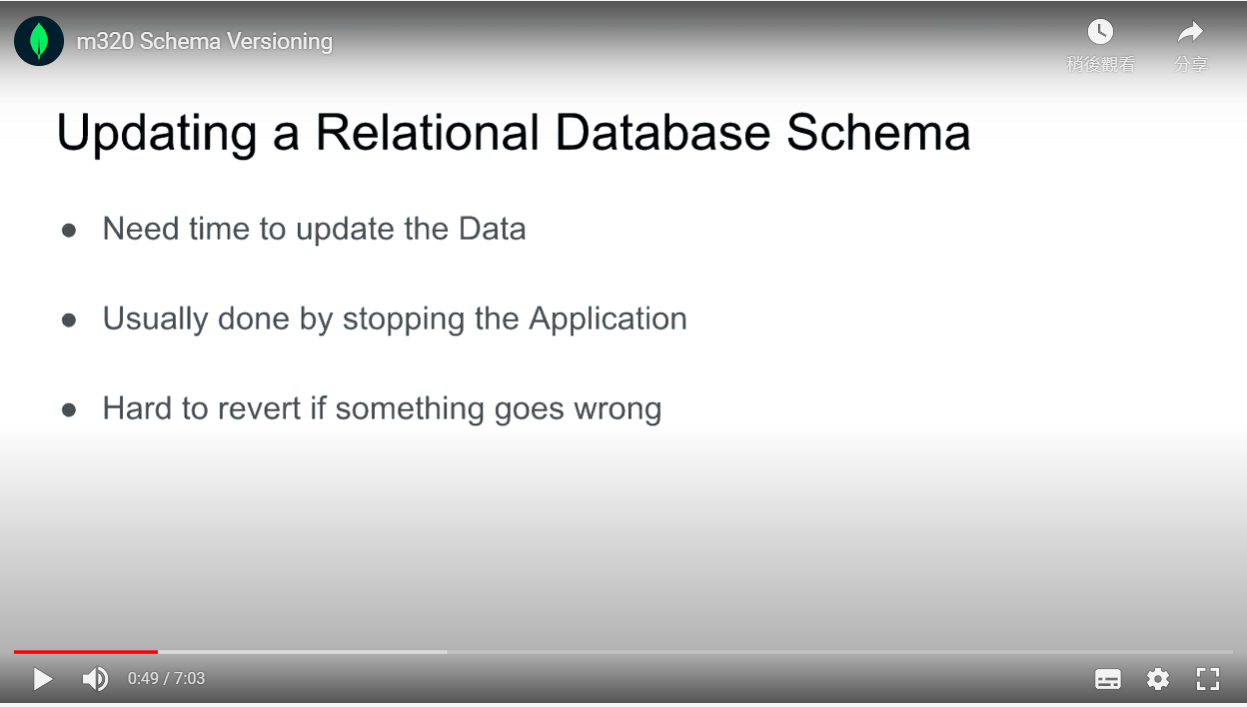 m320 Schema Versioning
稍後觀看
分享
Updating a Relational Database Schema
● Need time to update the Data
● Usually done by stopping the Application
● Hard to revert if something goes wrong
0:49 / 7:03